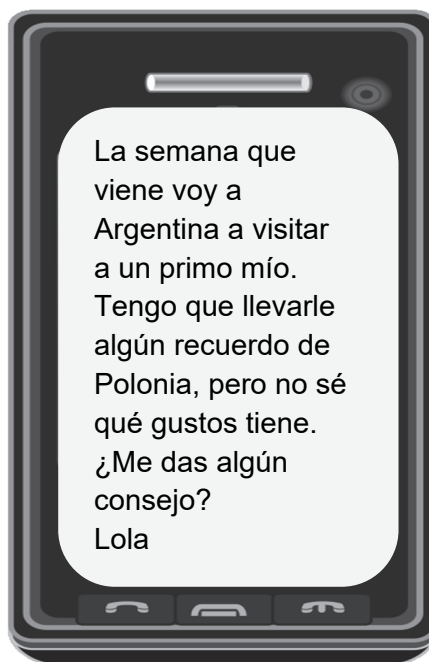 La semana que
viene voy a
Argentina a visitar
a un primo mío.
Tengo que llevarle
algún recuerdo de
Polonia, pero no sé
qué gustos tiene.
¿Me das algún
consejo?
Lola